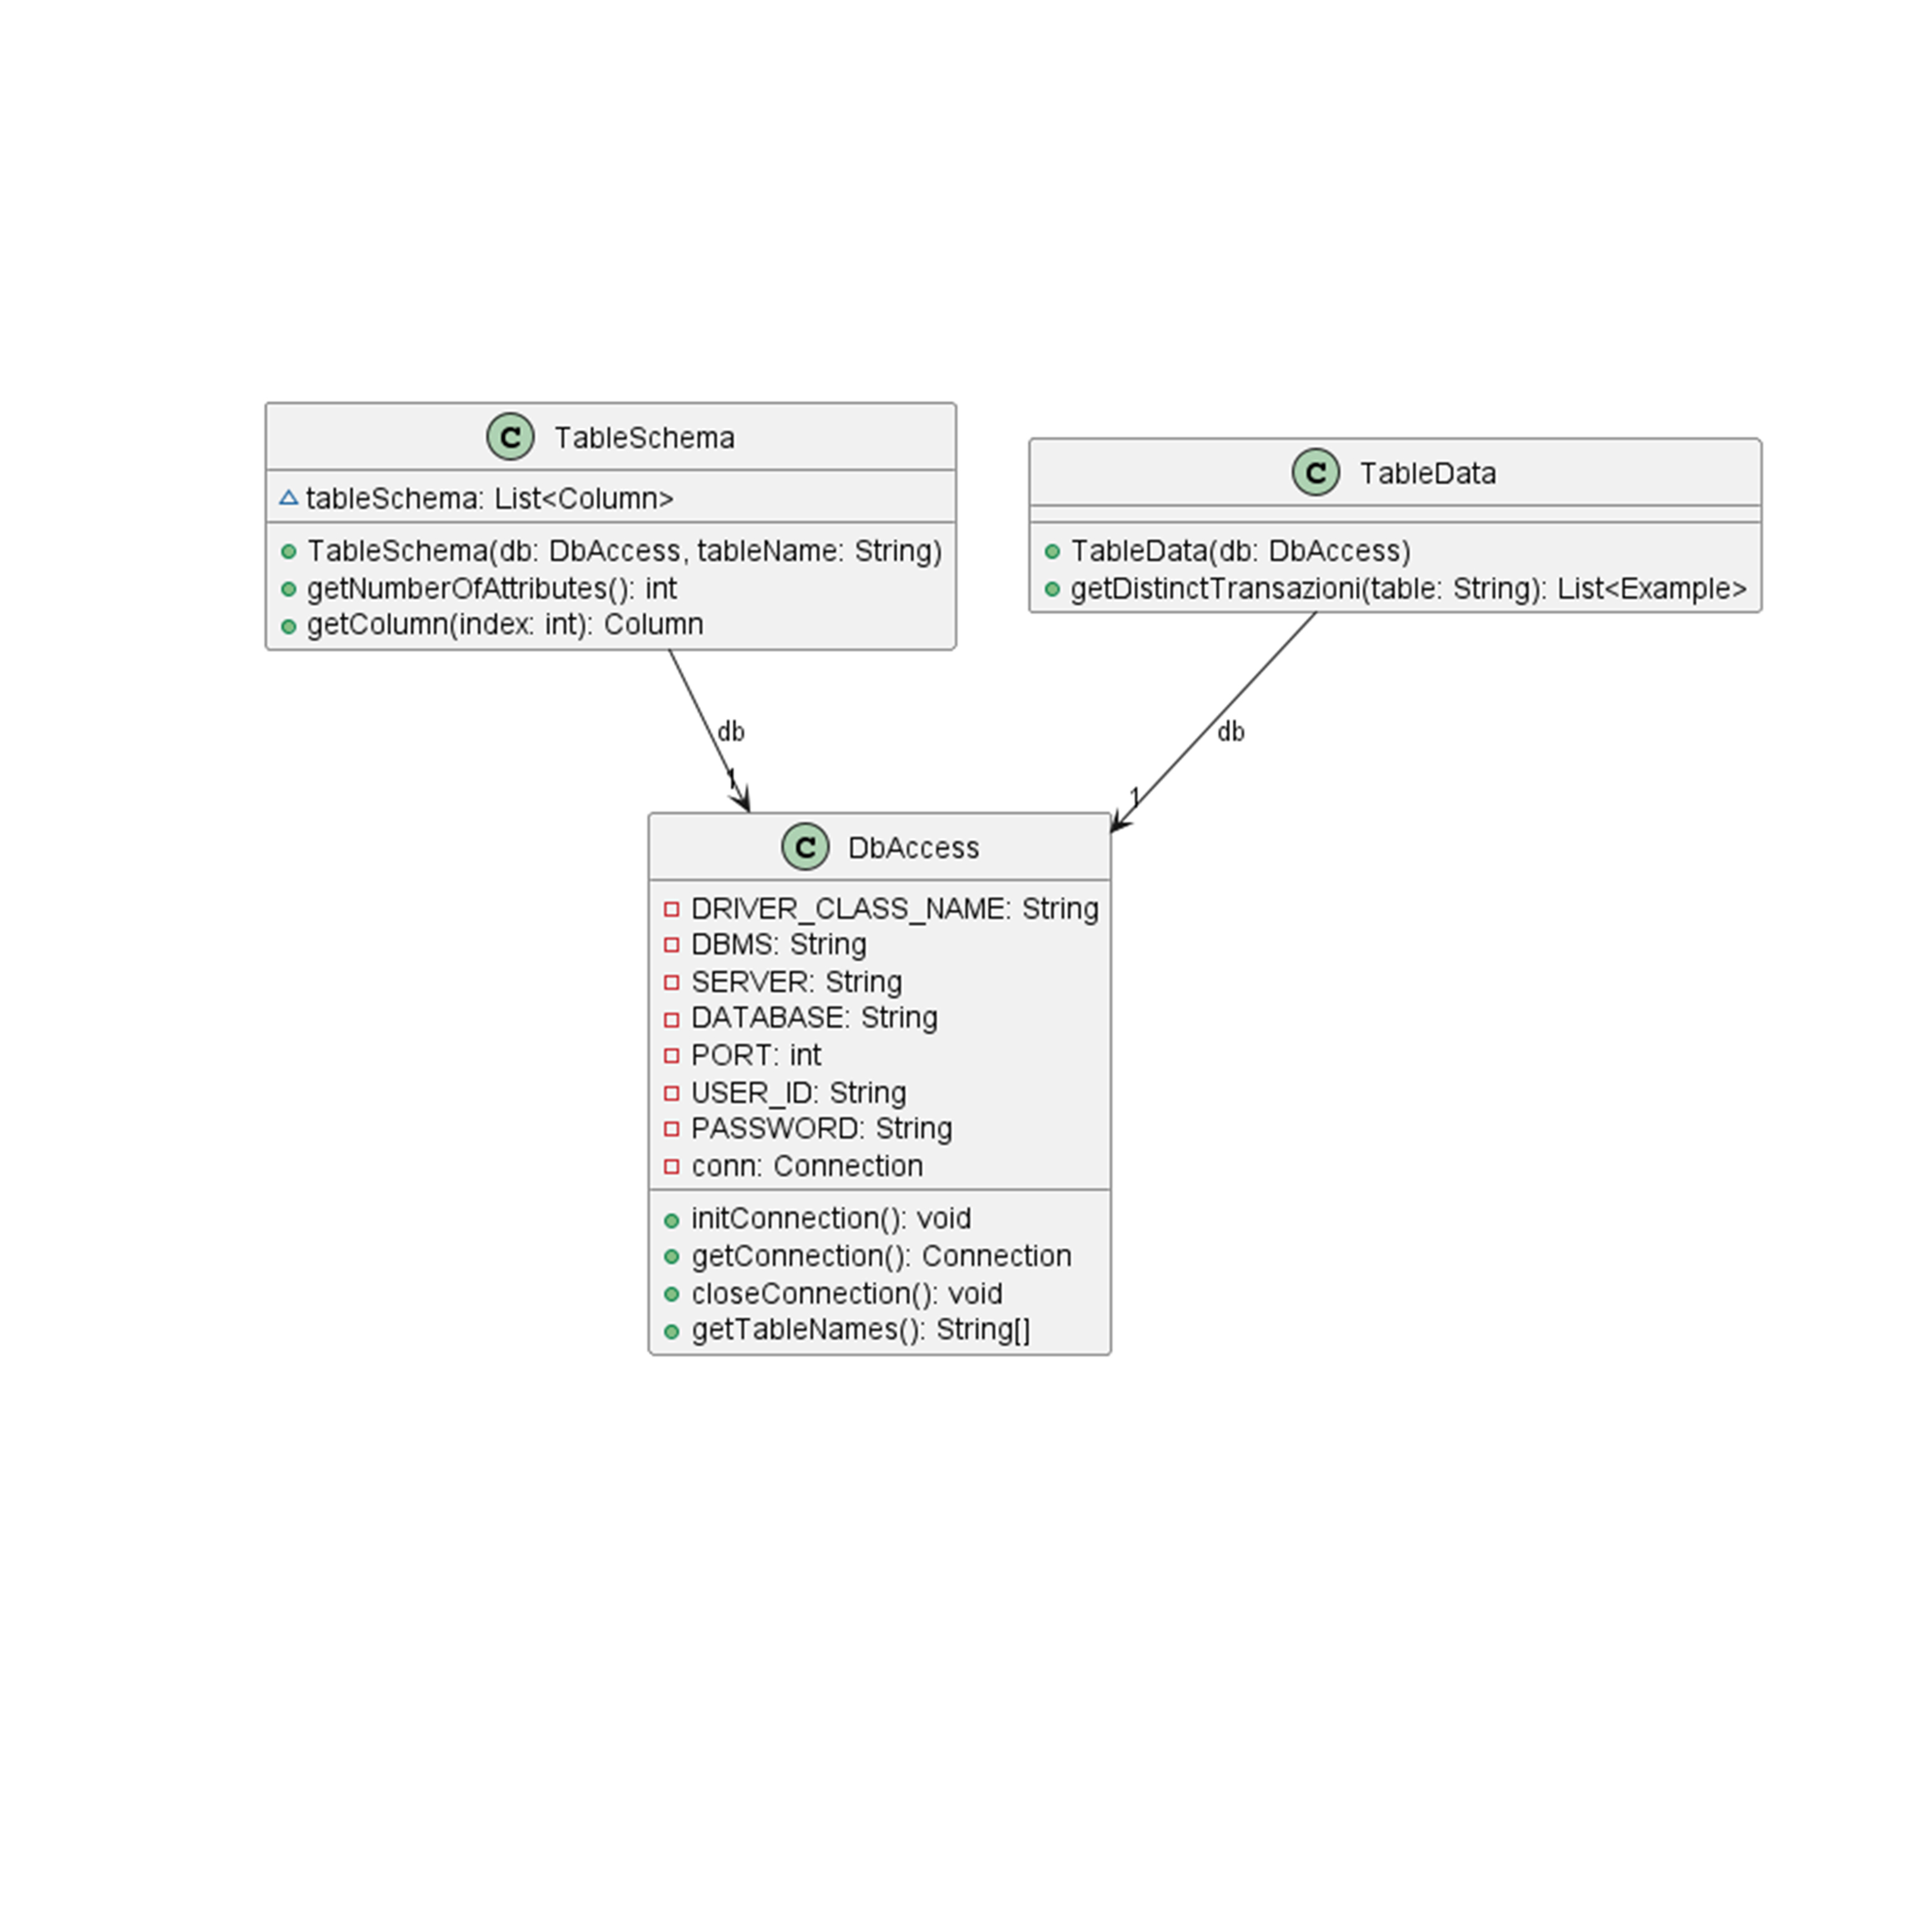 C TableSchema
tableSchema: List<Column>
TableSchema(db: DbAccess, tableName: String)
getNumberOfAttributes(): int
getColumn(index: int): Column
C TableData
TableData(db: DbAccess)
getDistinctTransazioni(table: String): List<Example>
db
1
db
1
C DbAccess
DRIVER_CLASS_NAME: String
DBMS: String
SERVER: String
DATABASE: String
PORT: int
USER_ID: String
PASSWORD: String
conn: Connection
initConnection(): void
getConnection(): Connection
closeConnection(): void
getTableNames(): String[]